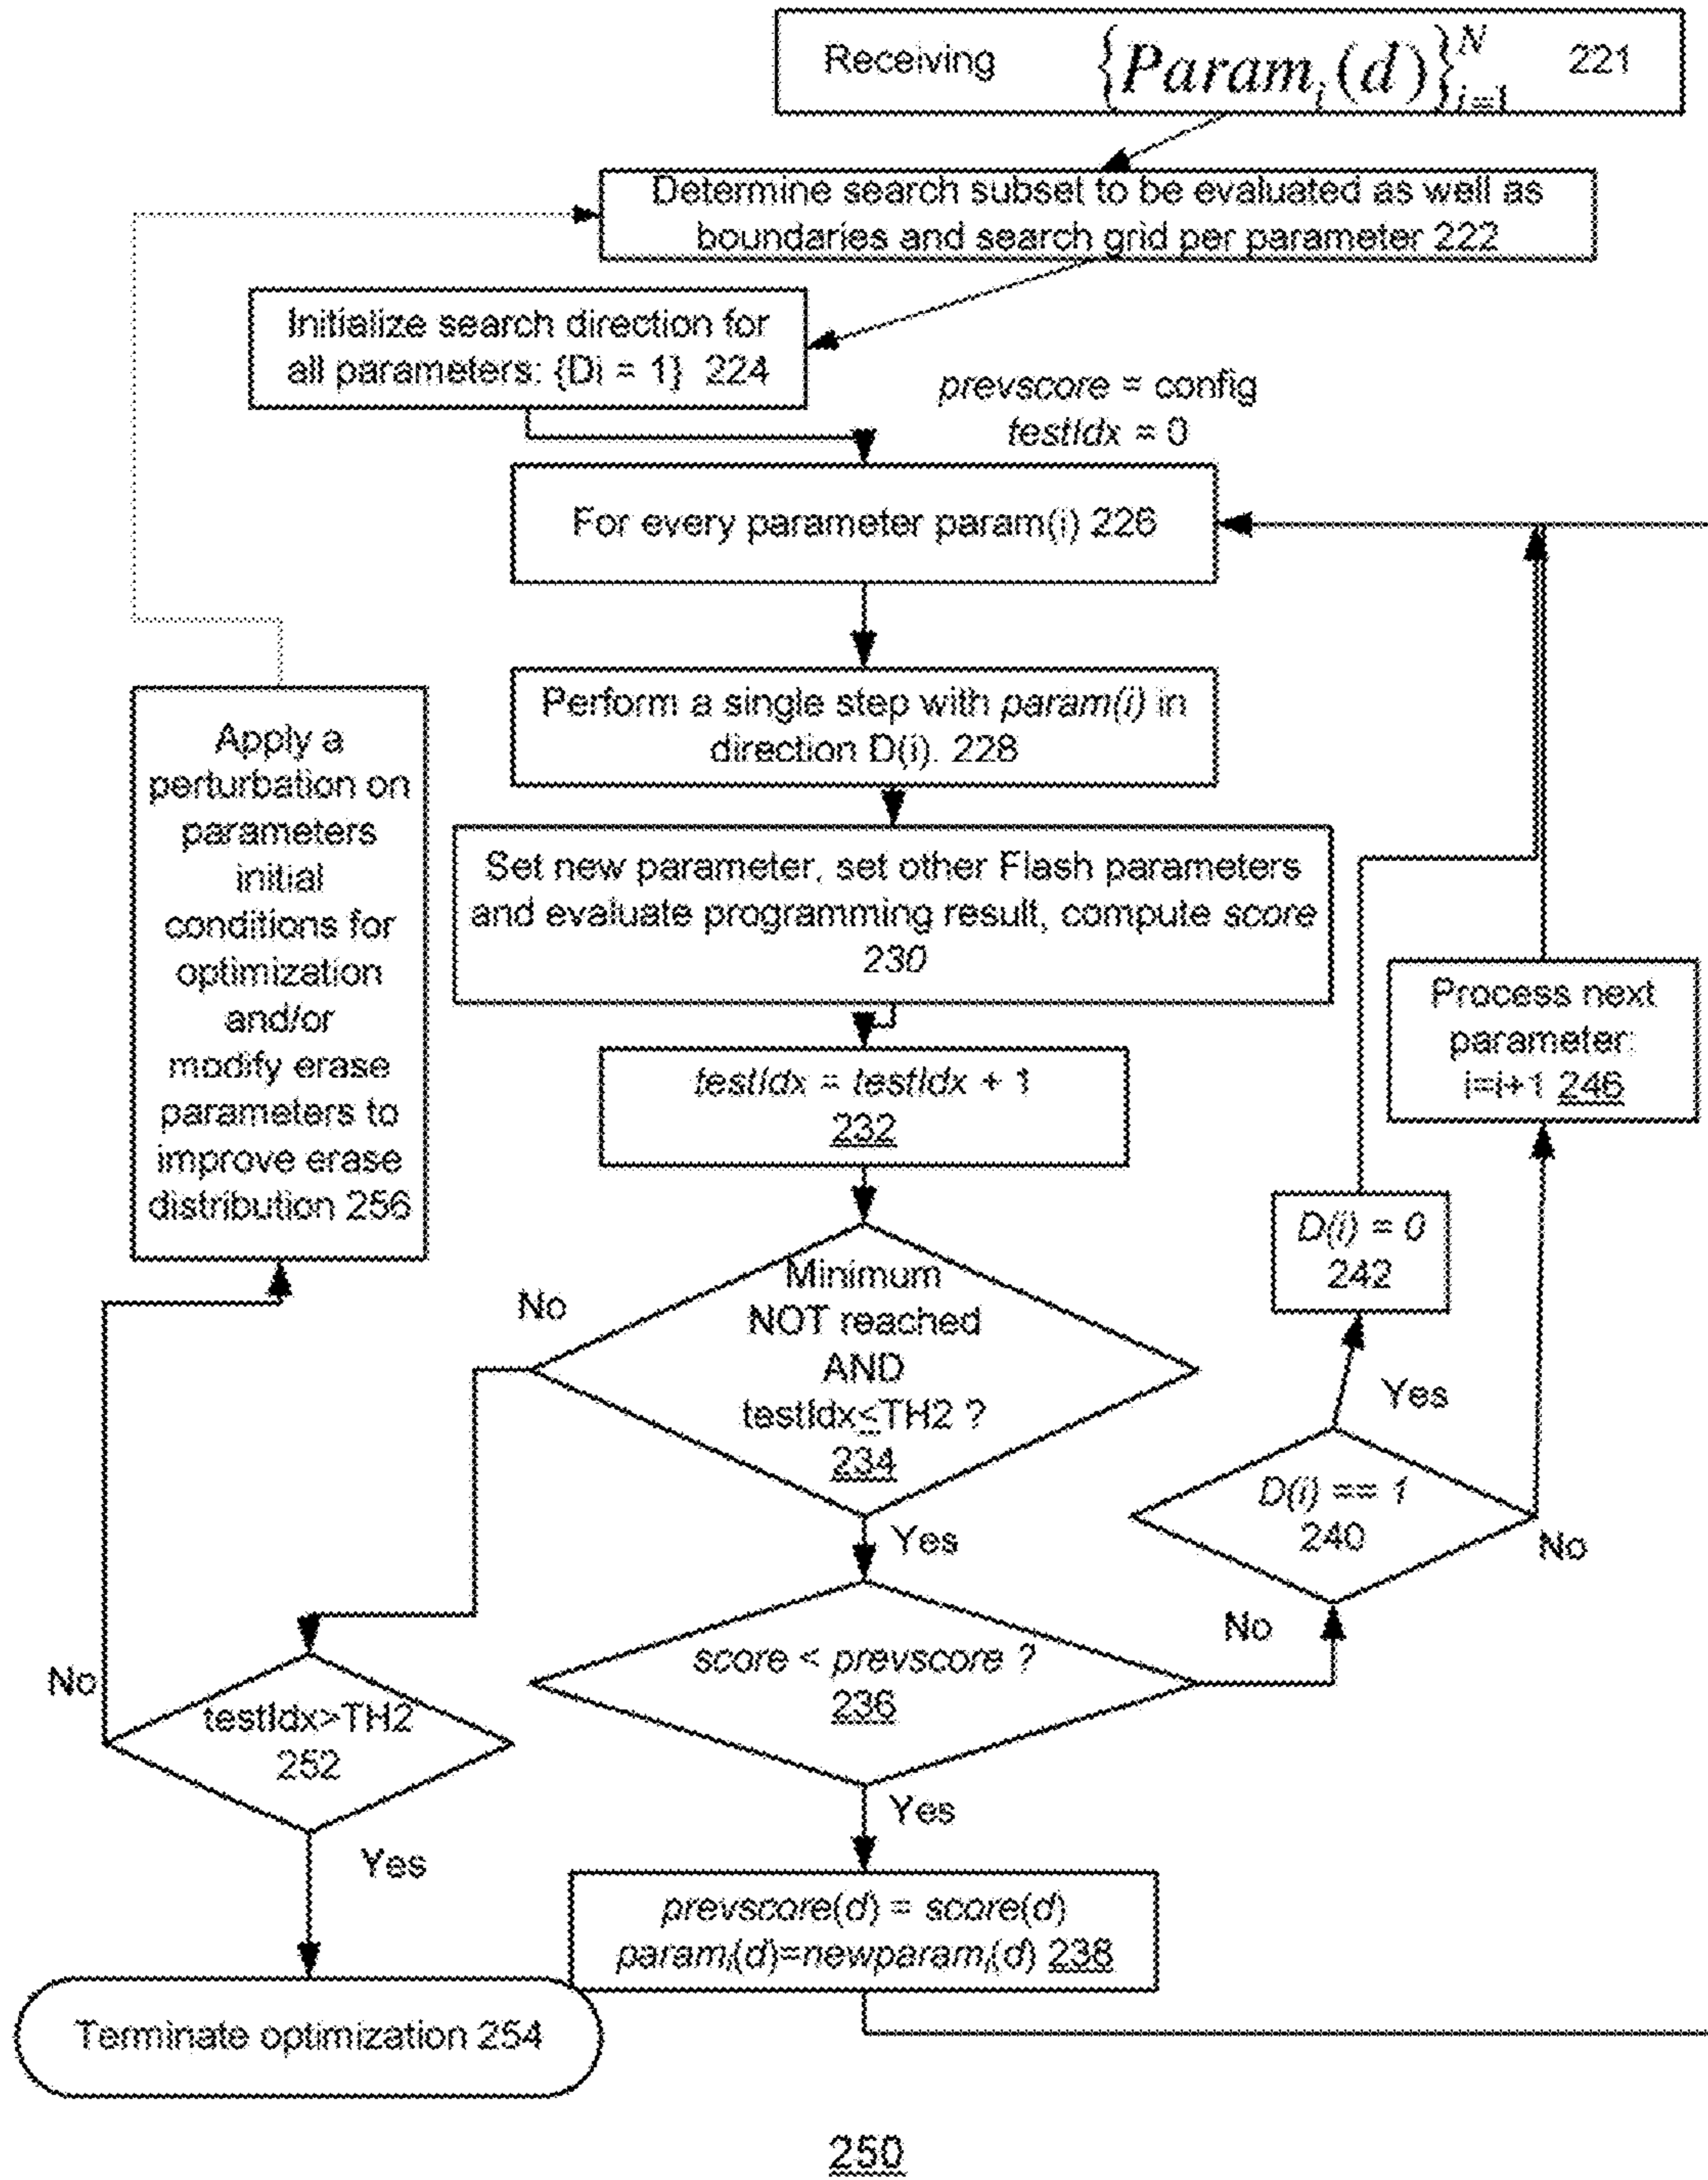 Receiving {Param_i(d)}_{i=1}^N 221
Determine search subset to be evaluated as well as
boundaries and search grid per parameter 222
Initialize search direction for
all parameters: {Di = 1} 224
prevscore = config
testIdx = 0
For every parameter param(i) 226
Perform a single step with param(i) in
direction D(i). 228
Apply a
perturbation on
parameters
initial
conditions for
optimization
and/or
modify erase
parameters to
improve erase
distribution 256
Set new parameter, set other Flash parameters
and evaluate programming result, compute score
230
Process next
parameter:
i=i+1 246
testIdx = testIdx + 1
232
D(i) = 0
242
No
Minimum
NOT reached
AND
testIdx≤TH2 ?
234
Yes
D(i) == 1
240
No
Yes
No
score < prevscore ?
236
No
testIdx>TH2
252
Yes
Yes
prevscore(d) = score(d)
param_i(d)=newparam_i(d) 238
Terminate optimization 254
250